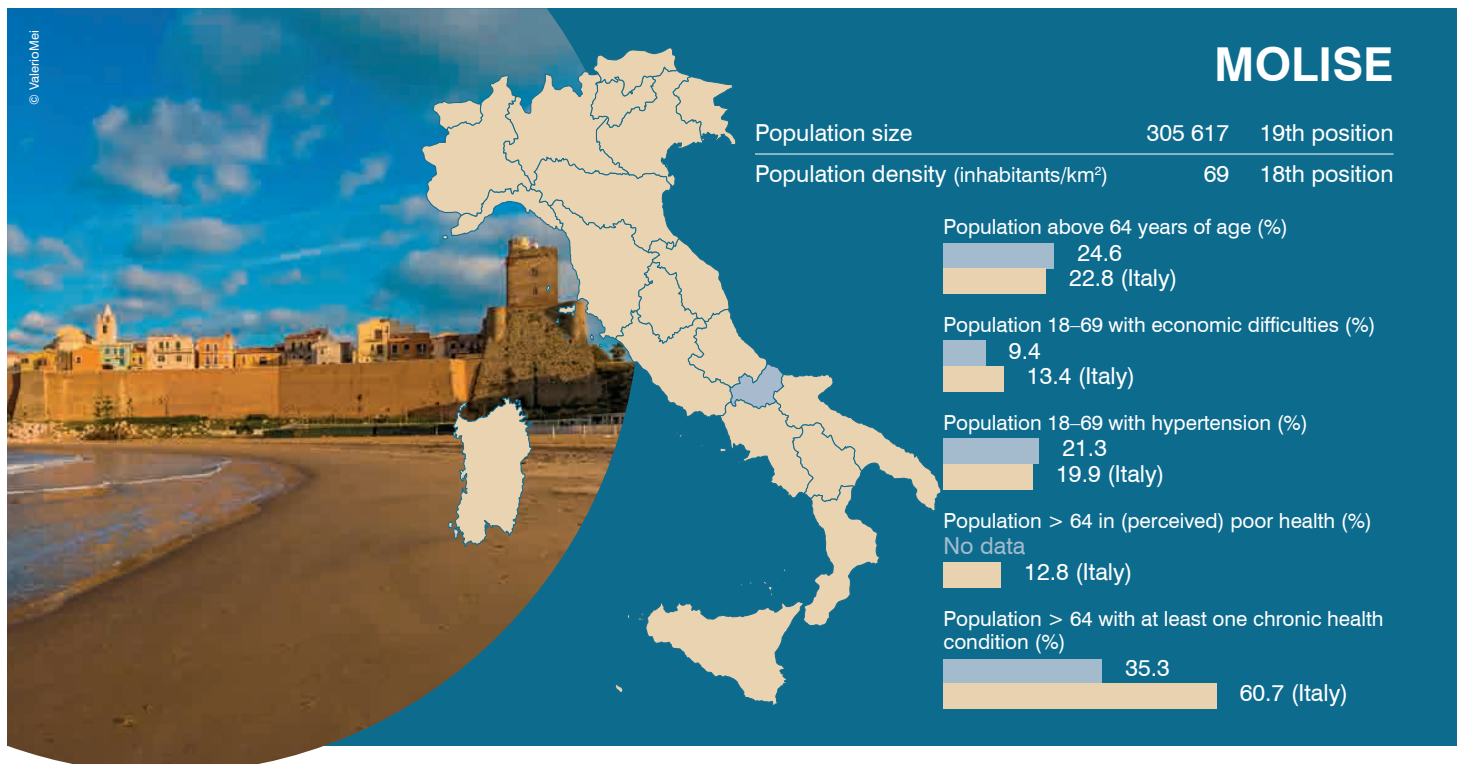 © ValerioMei
MOLISE
Population size 305 617 19th position
Population density (inhabitants/km²) 69 18th position
Population above 64 years of age (%)
24.6
22.8 (Italy)
Population 18–69 with economic difficulties (%)
9.4
13.4 (Italy)
Population 18–69 with hypertension (%)
21.3
19.9 (Italy)
Population > 64 in (perceived) poor health (%)
No data
12.8 (Italy)
Population > 64 with at least one chronic health
condition (%)
35.3
60.7 (Italy)